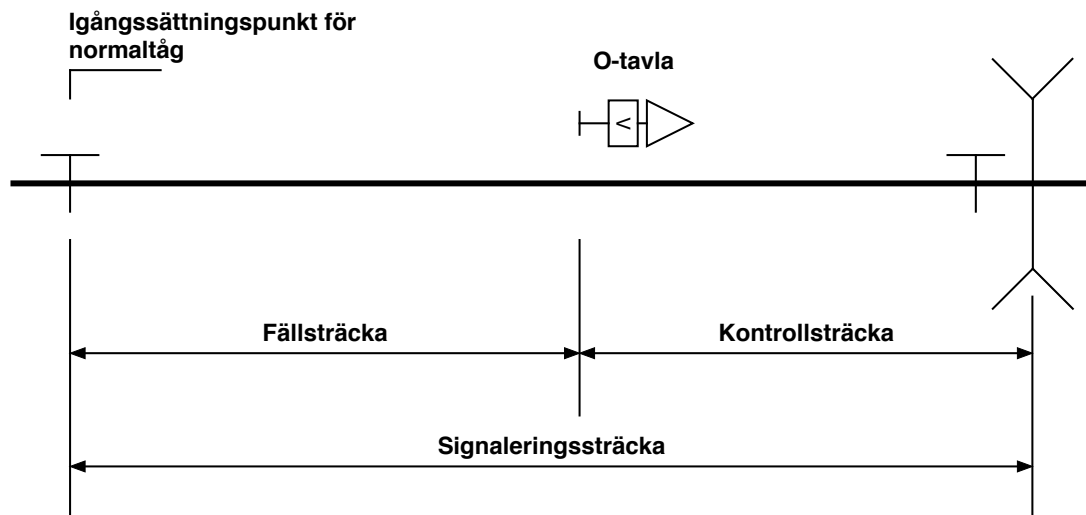 Igångssättningspunkt för
normaltåg
O-tavla
V
Fällsträcka
Kontrollsträcka
Signaleringssträcka